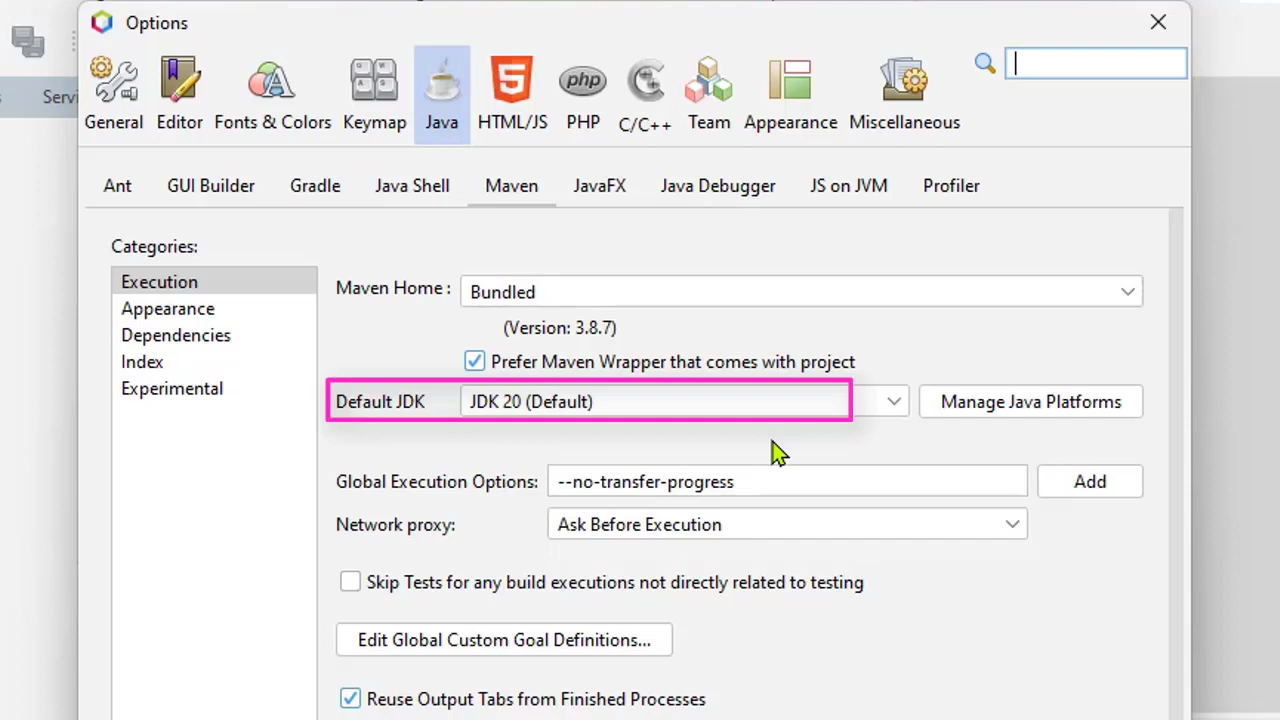 Options
General Editor Fonts & Colors Keymap Java HTML/JS PHP C/C++ Team Appearance Miscellaneous
Servi
Ant GUI Builder Gradle Java Shell Maven JavaFX Java Debugger JS on JVM Profiler
Categories:
Execution
Appearance
Dependencies
Index
Experimental
Maven Home : Bundled
(Version: 3.8.7)
Prefer Maven Wrapper that comes with project
Default JDK JDK 20 (Default) Manage Java Platforms
Global Execution Options: --no-transfer-progress Add
Network proxy: Ask Before Execution
Skip Tests for any build executions not directly related to testing
Edit Global Custom Goal Definitions...
Reuse Output Tabs from Finished Processes